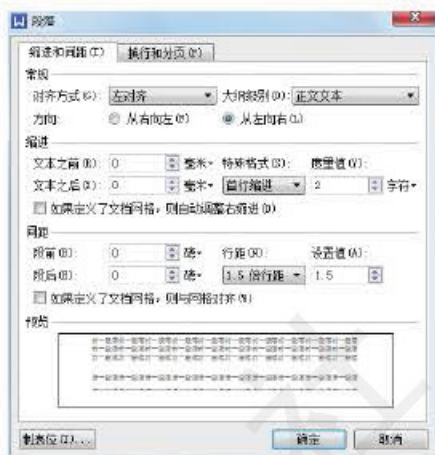 段落
缩进和间距(I) 换行和分页(P)
常规
对齐方式(G): 左对齐 大纲级别(O): 正文文本
方向: 从右向左(F) 从左向右(L)
缩进
文本之前(R): 0 毫米 特殊格式(S): 度量值(Y):
文本之后(X): 0 毫米 首行缩进 2 字符
如果定义了文档网格，则自动调整右缩进(D)
间距
段前(B): 0 磅 行距(N): 设置值(A):
段后(E): 0 磅 1.5 倍行距 1.5
如果定义了文档网格，则与网格对齐(W)
预览
制表位(T)... 确定 取消